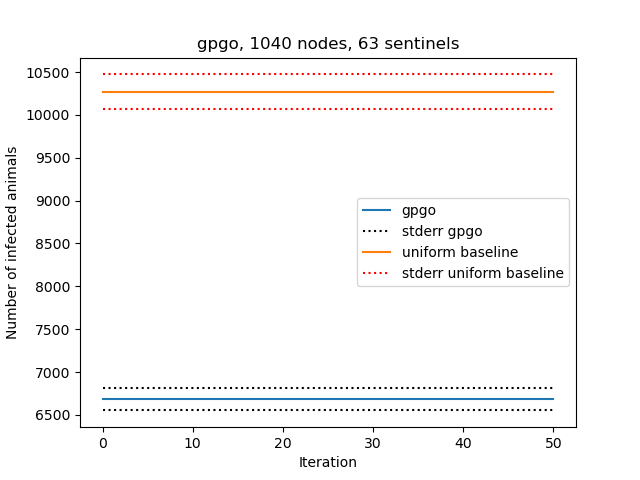 gpgo, 1040 nodes, 63 sentinels
Number of infected animals
10500
10000
9500
9000
8500
8000
7500
7000
6500
gpgo
stderr gpgo
uniform baseline
stderr uniform baseline
0 10 20 30 40 50
Iteration